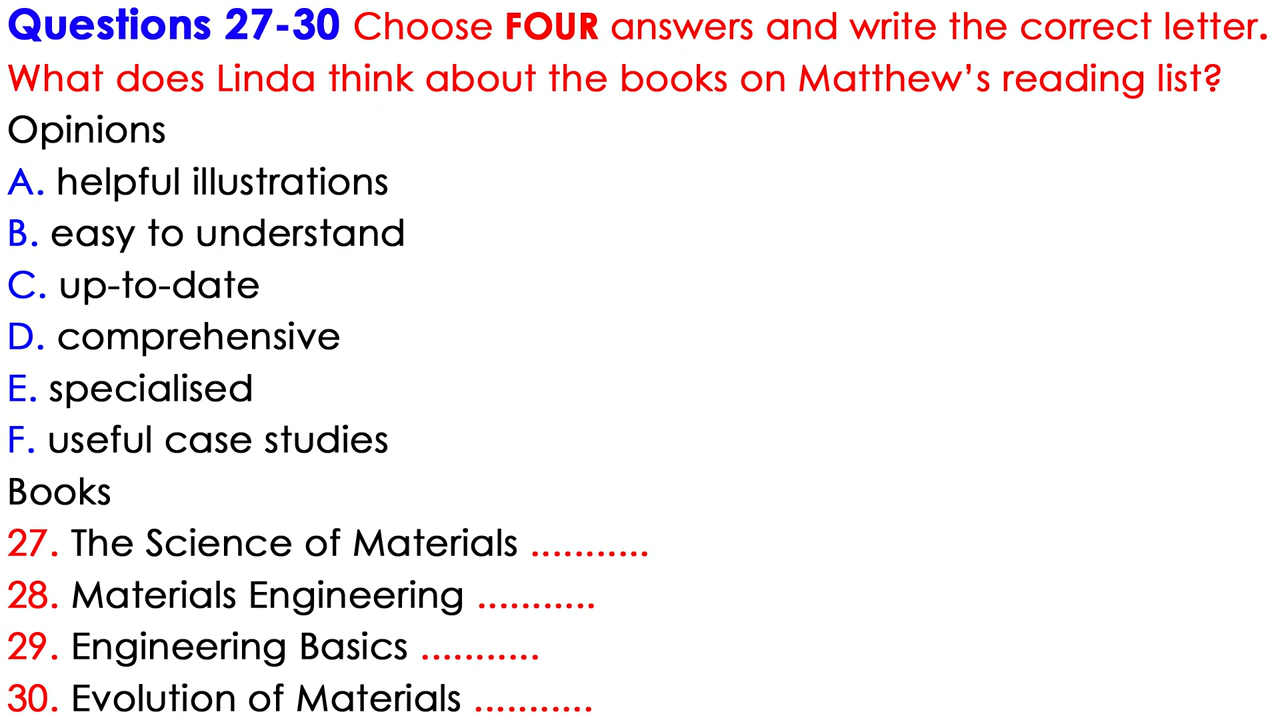 Questions 27-30 Choose FOUR answers and write the correct letter.
What does Linda think about the books on Matthew’s reading list?
Opinions
A. helpful illustrations
B. easy to understand
C. up-to-date
D. comprehensive
E. specialised
F. useful case studies
Books
27. The Science of Materials ...........
28. Materials Engineering ...........
29. Engineering Basics ...........
30. Evolution of Materials ...........